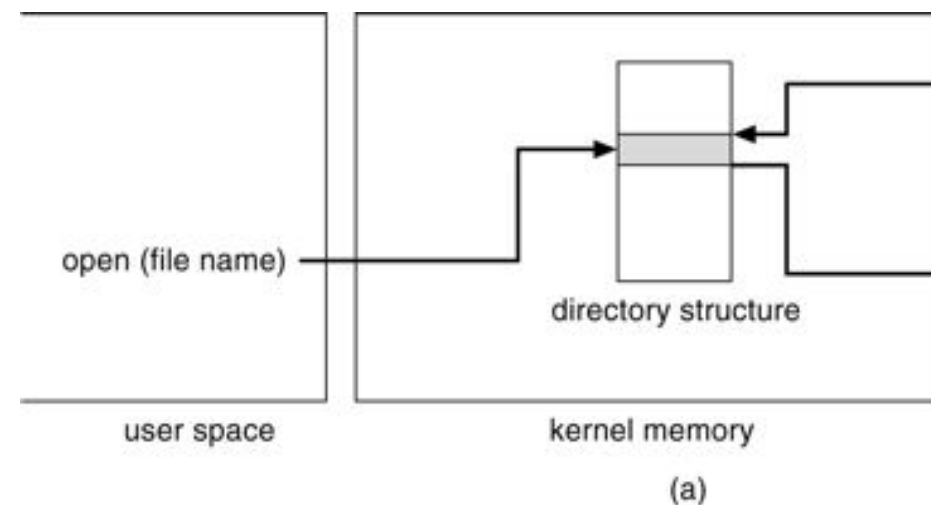 open (file name)
directory structure
user space
kernel memory
(a)